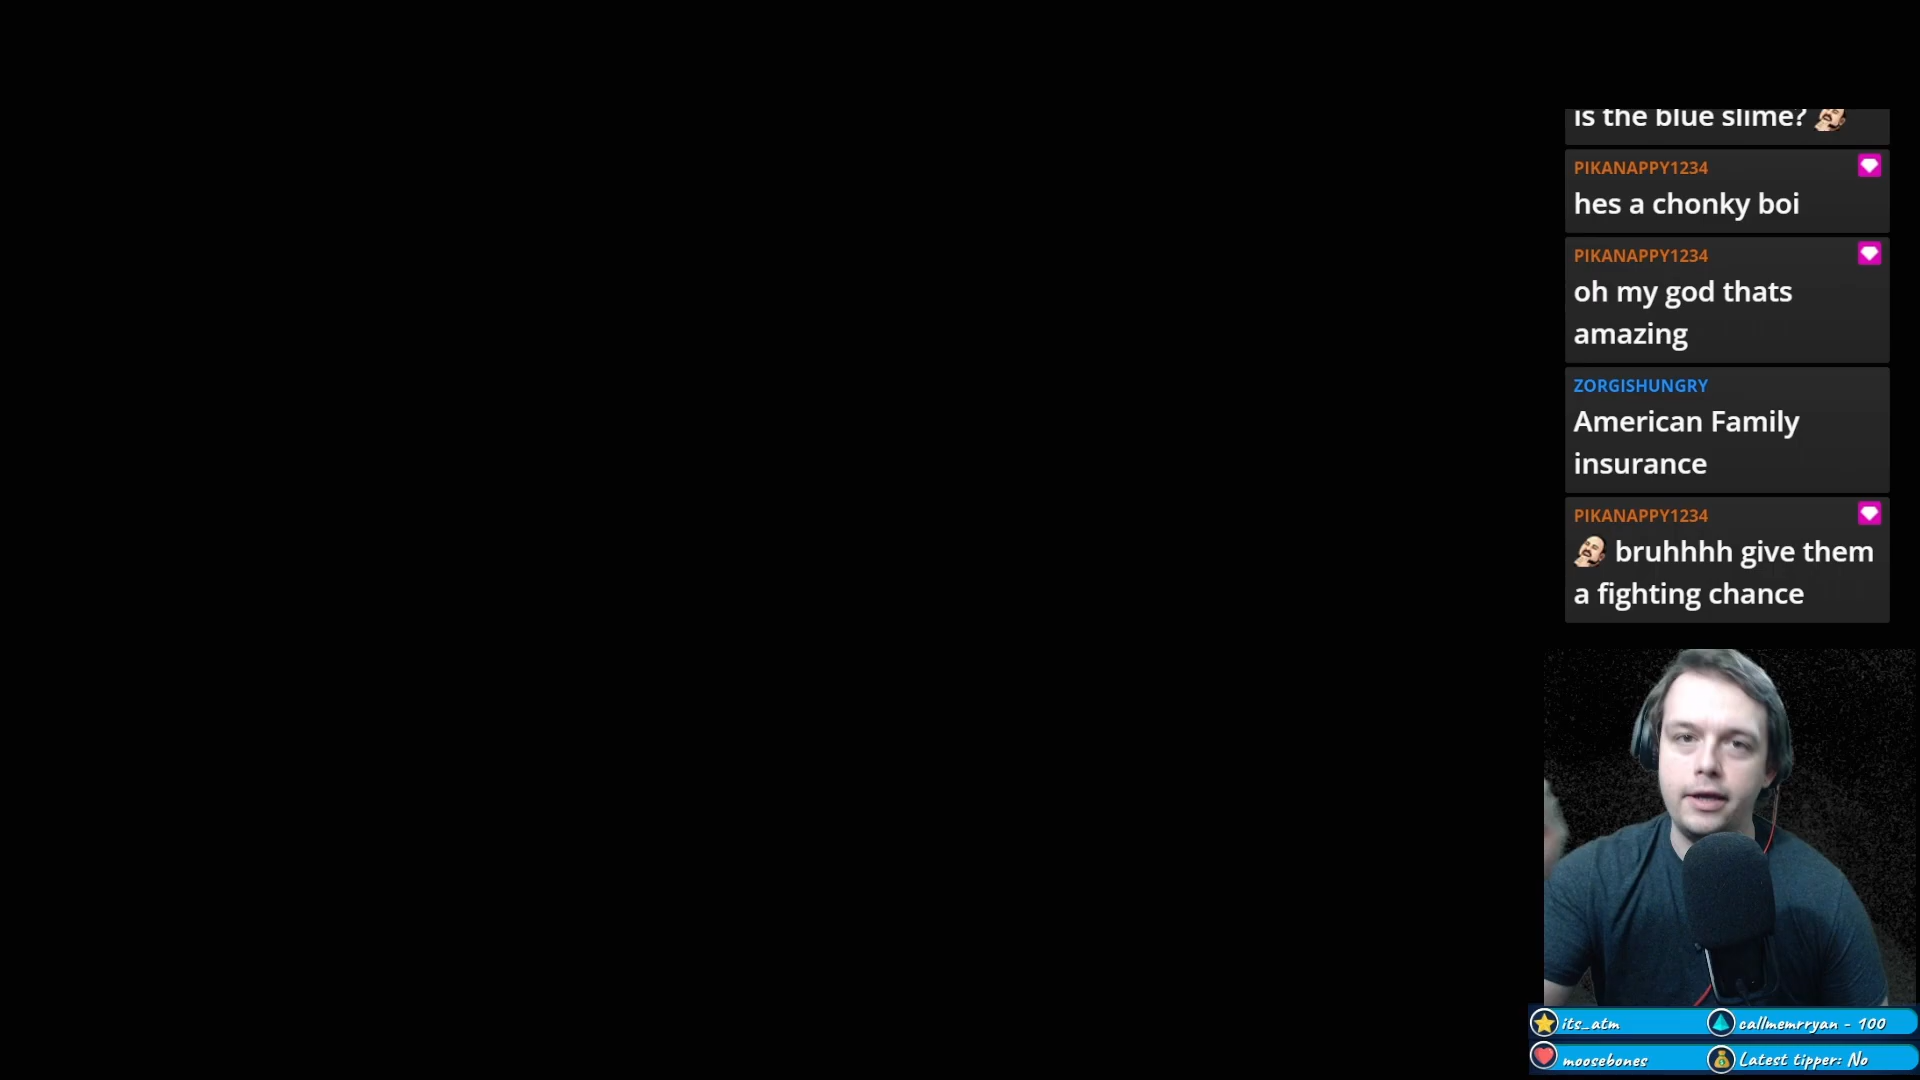 is the blue slime?
PIKANAPPY1234
hes a chonky boi
PIKANAPPY1234
oh my god thats
amazing
ZORGISHUNGRY
American Family
insurance
PIKANAPPY1234
bruhhhh give them
a fighting chance
its_atm
callmemrryan - 100
moosebones
Latest tipper: No